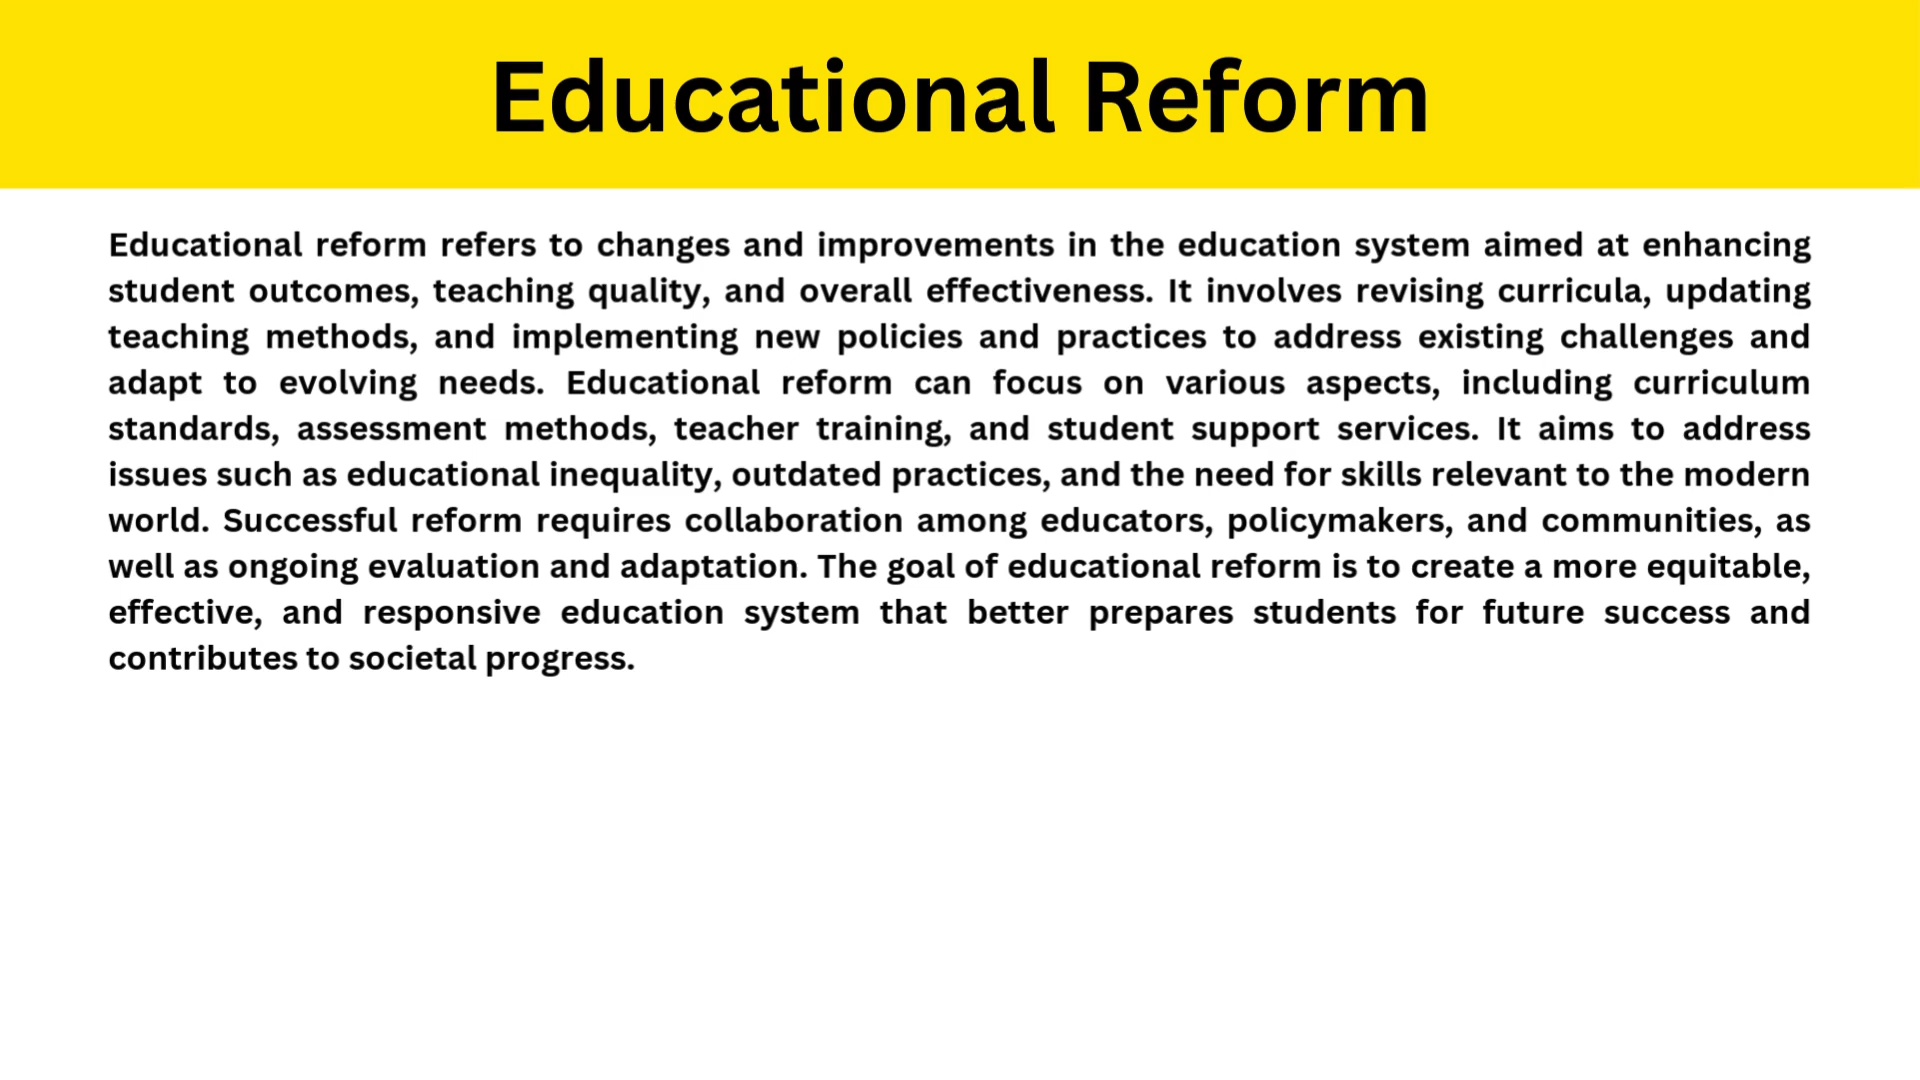 Educational Reform
Educational reform refers to changes and improvements in the education system aimed at enhancing
student outcomes, teaching quality, and overall effectiveness. It involves revising curricula, updating
teaching methods, and implementing new policies and practices to address existing challenges and
adapt to evolving needs. Educational reform can focus on various aspects, including curriculum
standards, assessment methods, teacher training, and student support services. It aims to address
issues such as educational inequality, outdated practices, and the need for skills relevant to the modern
world. Successful reform requires collaboration among educators, policymakers, and communities, as
well as ongoing evaluation and adaptation. The goal of educational reform is to create a more equitable,
effective, and responsive education system that better prepares students for future success and
contributes to societal progress.